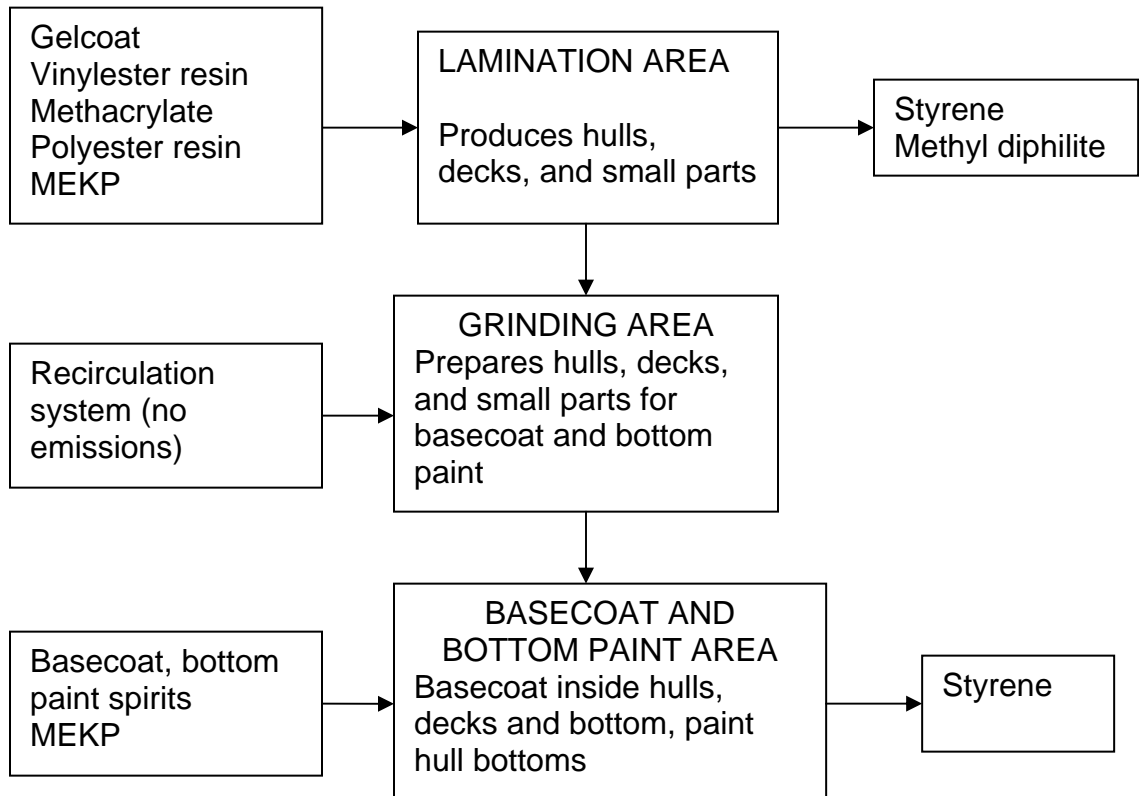 Gelcoat
Vinylester resin
Methacrylate
Polyester resin
MEKP
LAMINATION AREA
Produces hulls,
decks, and small parts
Styrene
Methyl diphilite
Recirculation
system (no
emissions)
GRINDING AREA
Prepares hulls, decks,
and small parts for
basecoat and bottom
paint
Basecoat, bottom
paint spirits
MEKP
BASECOAT AND
BOTTOM PAINT AREA
Basecoat inside hulls,
decks and bottom, paint
hull bottoms
Styrene